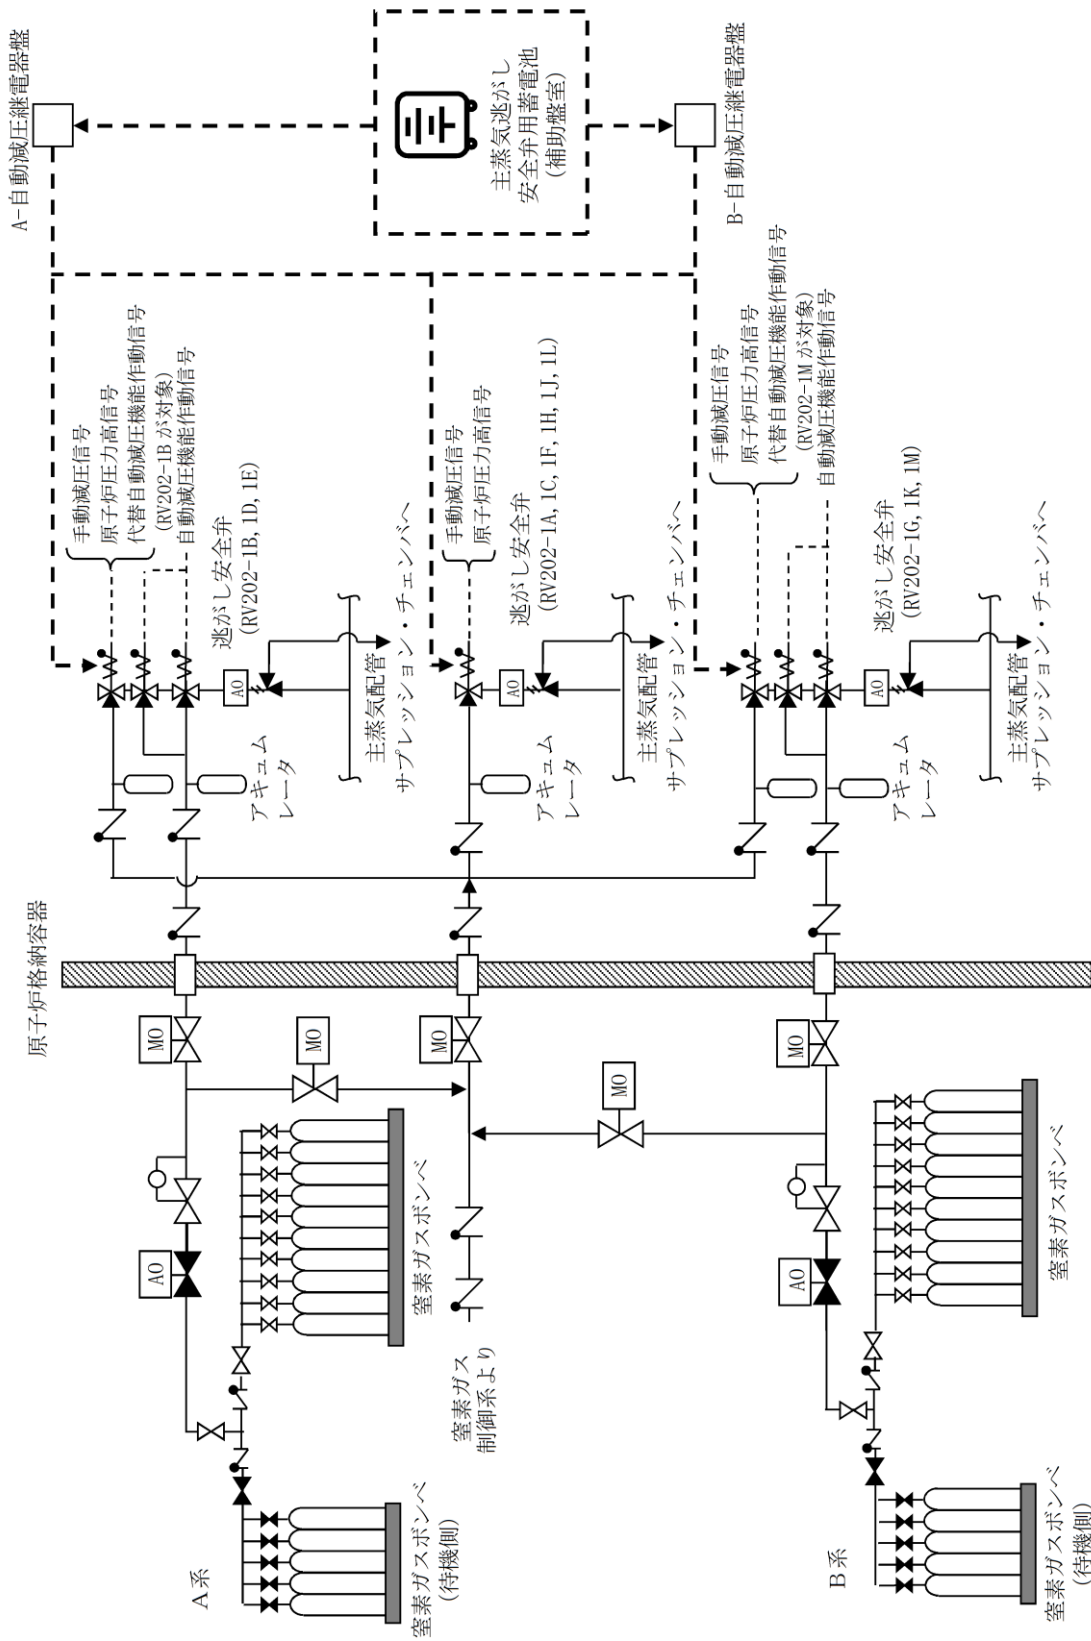 A-自動減圧継電器盤
主蒸気逃がし
安全弁用蓄電池
(補助盤室)
B-自動減圧継電器盤
手動減圧信号
原子炉圧力高信号
代替自動減圧機能作動信号
(RV202-1B が対象)
自動減圧機能作動信号
逃がし安全弁
(RV202-1B, 1D, 1E)
AO
主蒸気配管
サプレッション・チェンバへ
アキュム
レータ
手動減圧信号
原子炉圧力高信号
逃がし安全弁
(RV202-1A, 1C, 1F, 1H, 1J, 1L)
AO
主蒸気配管
サプレッション・チェンバへ
アキュム
レータ
手動減圧信号
原子炉圧力高信号
代替自動減圧機能作動信号
(RV202-1M が対象)
自動減圧機能作動信号
逃がし安全弁
(RV202-1G, 1K, 1M)
AO
主蒸気配管
サプレッション・チェンバへ
アキュム
レータ
原子炉格納容器
MO
MO
MO
MO
MO
AO
窒素ガスボンベ
AO
窒素ガスボンベ
窒素ガス
制御系より
A系
窒素ガスボンベ
(待機側)
B系
窒素ガスボンベ
(待機側)